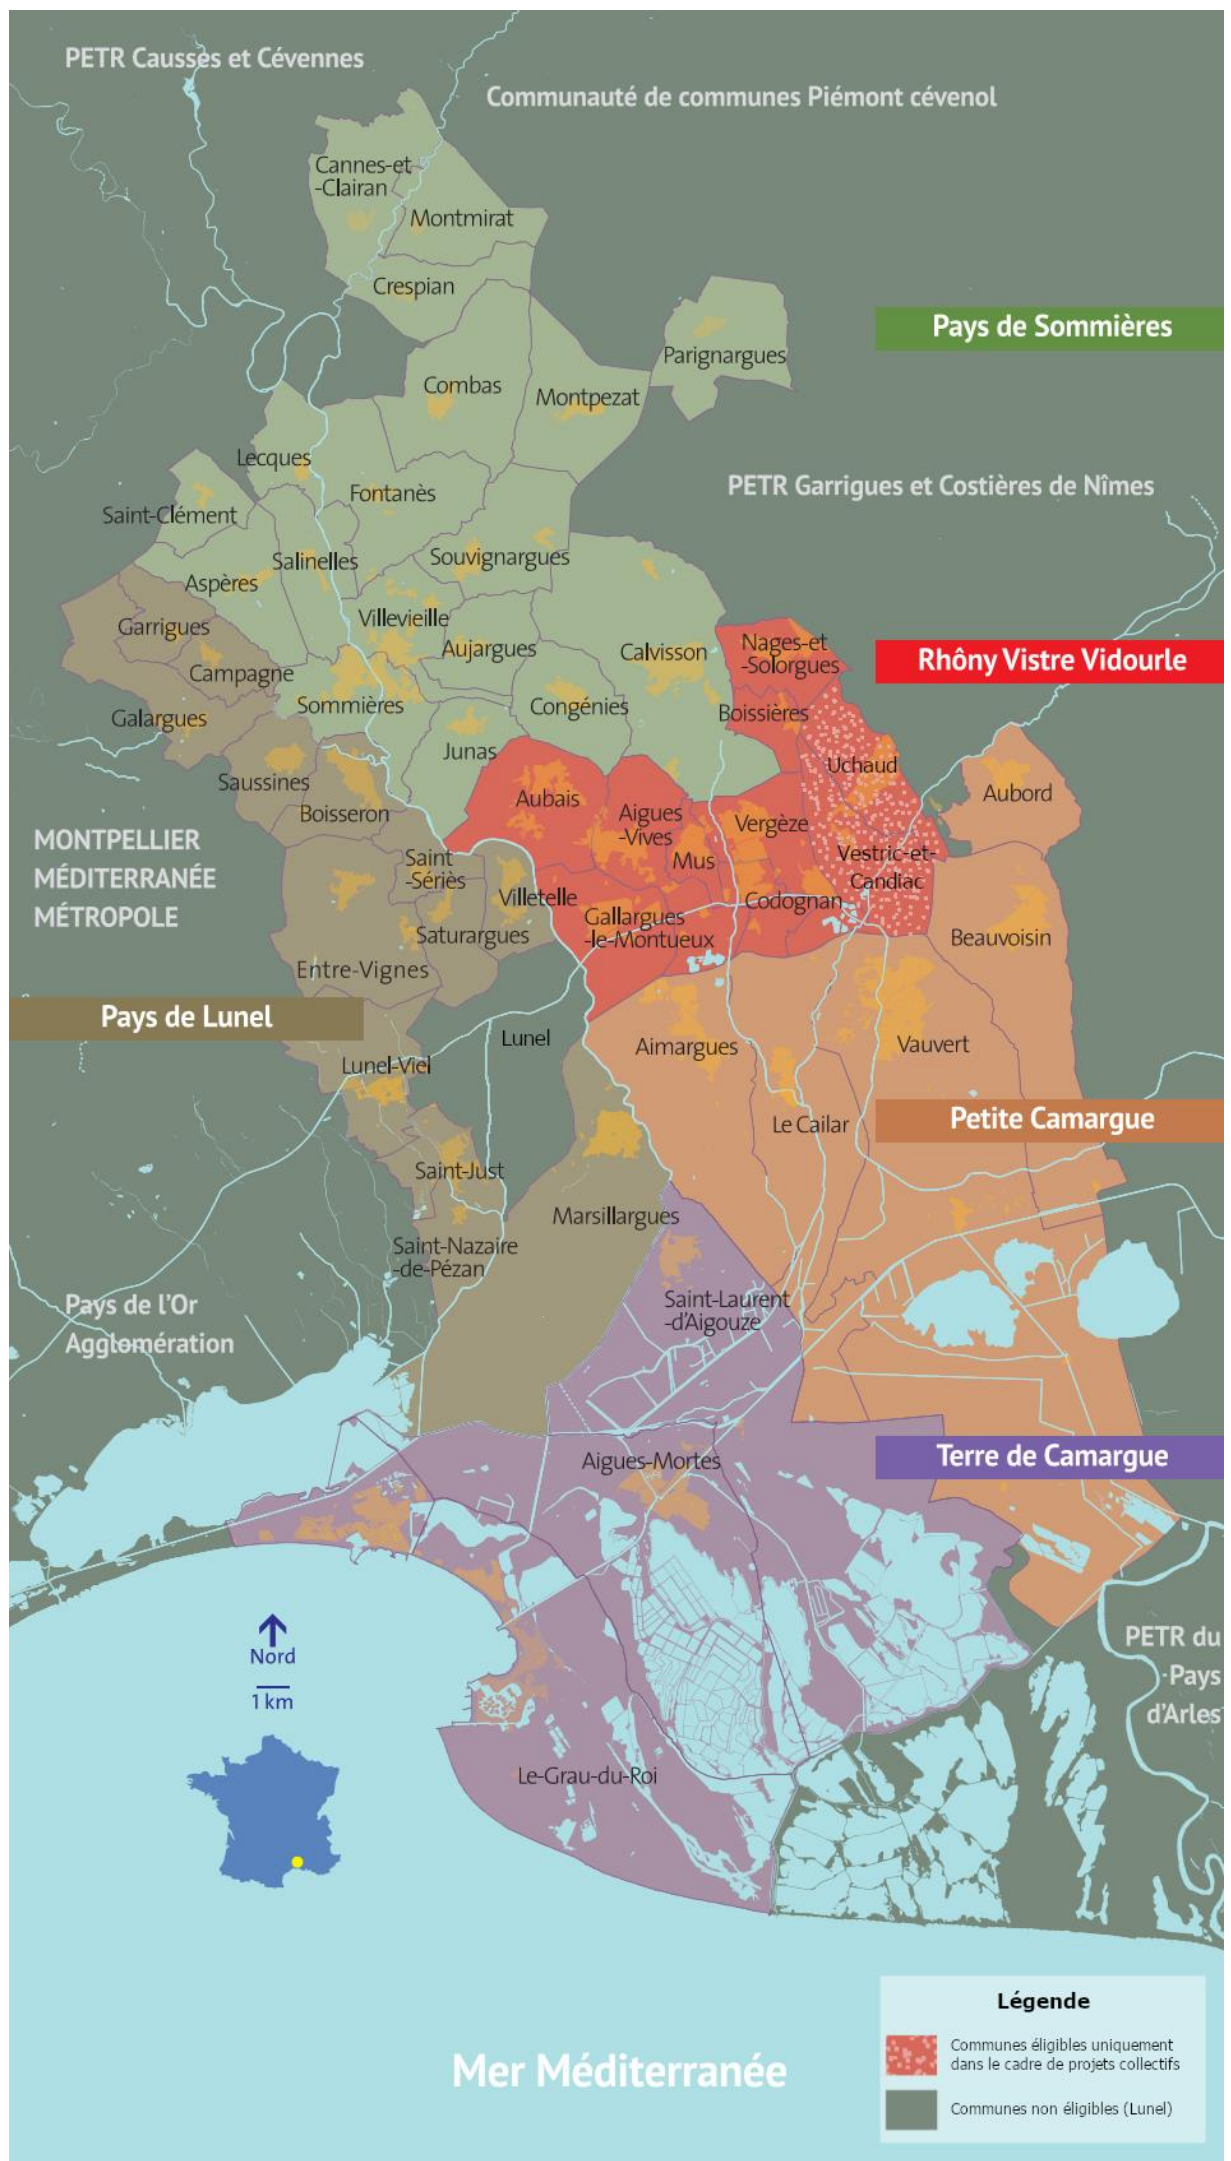 PETR Causses et Cévennes
Communauté de communes Piémont cévenol
Cannes-et
-Clairan
Montmirat
Crespian
Pays de Sommières
Parignargues
Combas
Montpezat
Lecques
PETR Garrigues et Costières de Nîmes
Fontanès
Saint-Clément
Salinelles
Souvignargues
Aspères
Villevieille
Garrigues
Aujargues
Calvisson
Nages-et
-Solorgues
Rhôny Vistre Vidourle
Campagne
Sommières
Congénies
Boissières
Galargues
Junas
Uchaud
Saussines
Aubais
Aubord
Boisseron
Aigues
-Vives
Vergèze
MONTPELLIER
MÉDITERRANÉE
MÉTROPOLE
Saint
-Sériès
Mus
Vestric-et-
Candiac
Villetelle
Codognan
Gallargues
-le-Montueux
Saturargues
Beauvoisin
Entre-Vignes
Pays de Lunel
Lunel
Aimargues
Vauvert
Lunel-Viel
Le Cailar
Petite Camargue
Saint-Just
Marsillargues
Saint-Nazaire
-de-Pézan
Pays de l'Or
Agglomération
Saint-Laurent
-d'Aigouze
Aigues-Mortes
Terre de Camargue
Nord
1 km
PETR du
Pays
d'Arles
Le-Grau-du-Roi
Légende
Communes éligibles uniquement
dans le cadre de projets collectifs
Communes non éligibles (Lunel)
Mer Méditerranée